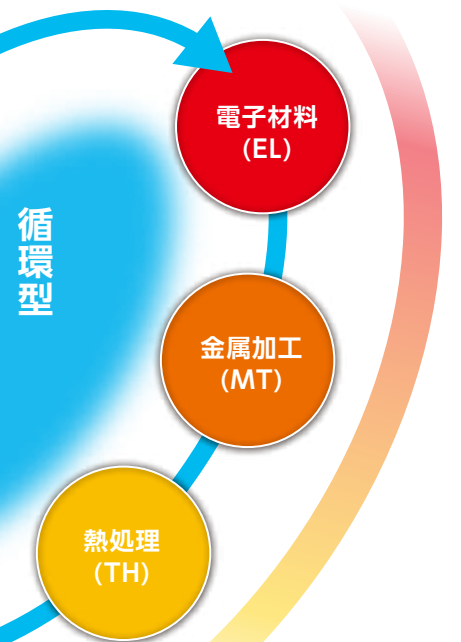 電子材料
(EL)
循環型
金属加工
(MT)
熱処理
(TH)